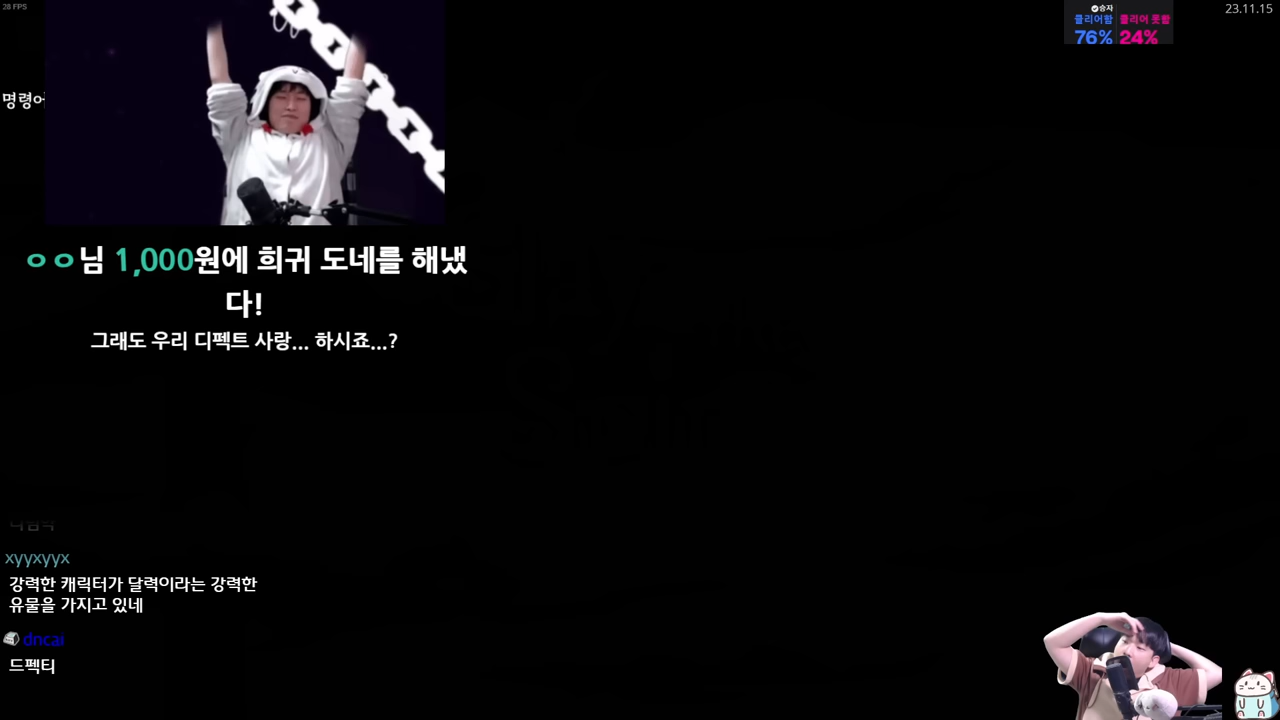 28 FPS
승자
클리어함 클리어 못함
76% 24%
23.11.15
명령어
ㅇㅇ님 1,000원에 희귀 도네를 해냈
다!
그래도 우리 디펙트 사랑... 하시죠...?
xyyxyyx
강력한 캐릭터가 달력이라는 강력한
유물을 가지고 있네
dncai
드펙티